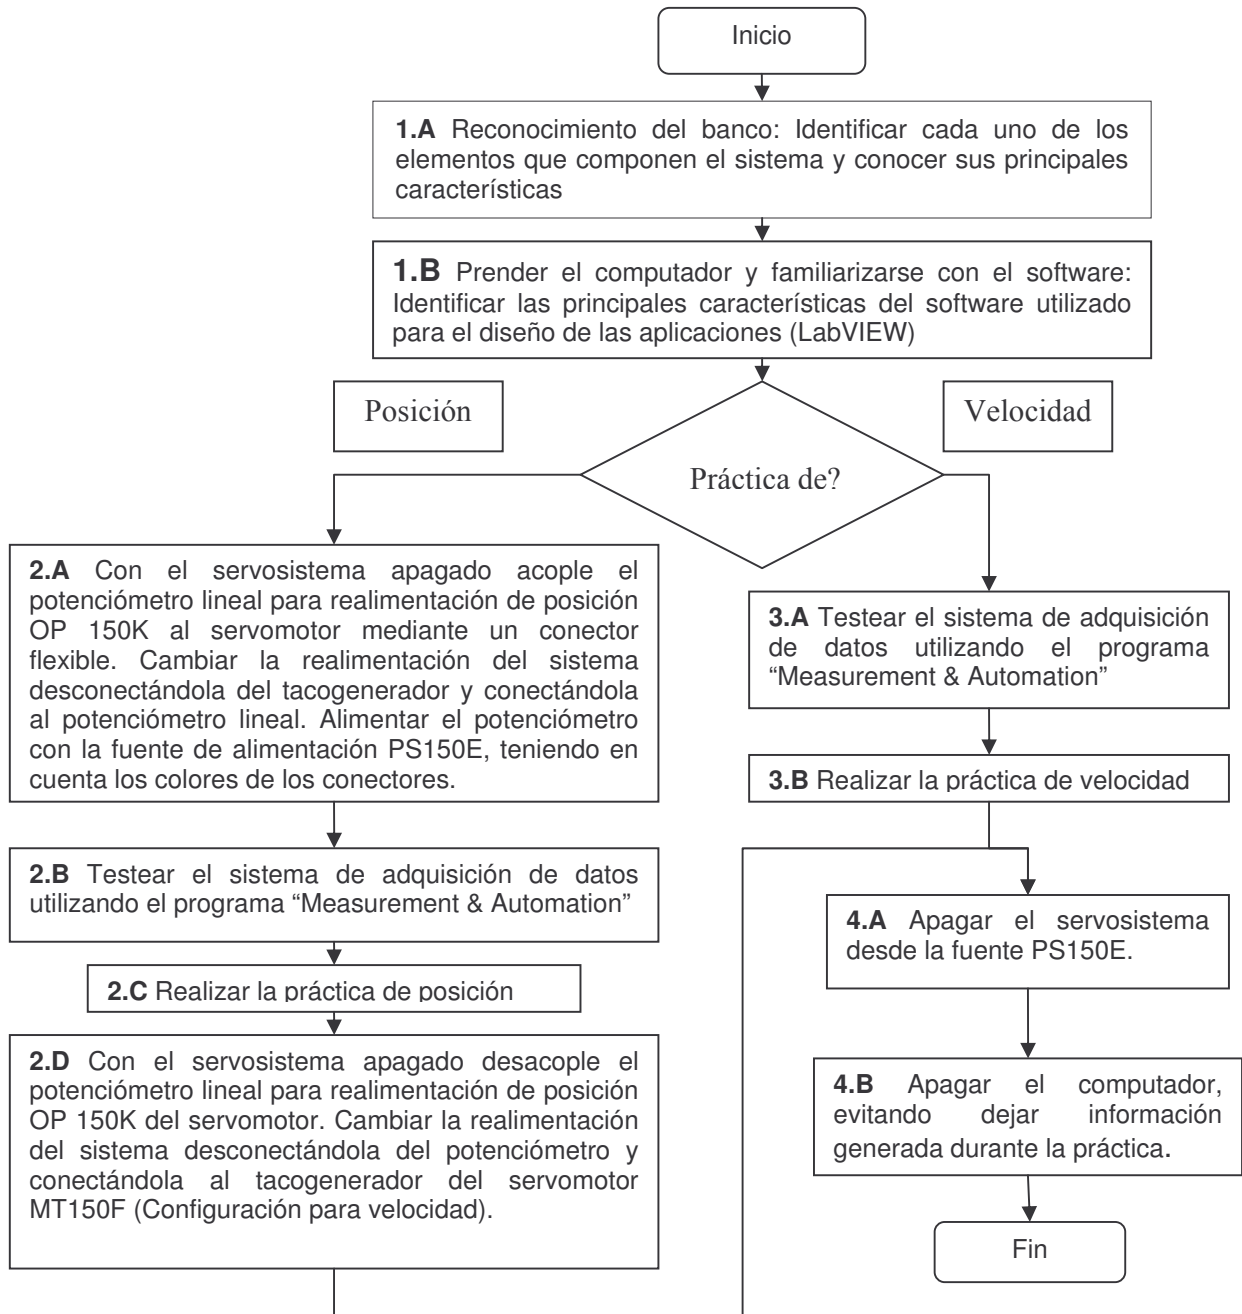 Inicio
1.A Reconocimiento del banco: Identificar cada uno de los
elementos que componen el sistema y conocer sus principales
características
1.B Prender el computador y familiarizarse con el software:
Identificar las principales características del software utilizado
para el diseño de las aplicaciones (LabVIEW)
Posición
Velocidad
Práctica de?
2.A Con el servosistema apagado acople el
potenciómetro lineal para realimentación de posición
OP 150K al servomotor mediante un conector
flexible. Cambiar la realimentación del sistema
desconectándola del tacogenerador y conectándola
al potenciómetro lineal. Alimentar el potenciómetro
con la fuente de alimentación PS150E, teniendo en
cuenta los colores de los conectores.
2.B Testear el sistema de adquisición de datos
utilizando el programa “Measurement & Automation”
2.C Realizar la práctica de posición
2.D Con el servosistema apagado desacople el
potenciómetro lineal para realimentación de posición
OP 150K del servomotor. Cambiar la realimentación
del sistema desconectándola del potenciómetro y
conectándola al tacogenerador del servomotor
MT150F (Configuración para velocidad).
3.A Testear el sistema de adquisición
de datos utilizando el programa
“Measurement & Automation”
3.B Realizar la práctica de velocidad
4.A Apagar el servosistema
desde la fuente PS150E.
4.B Apagar el computador,
evitando dejar información
generada durante la práctica.
Fin